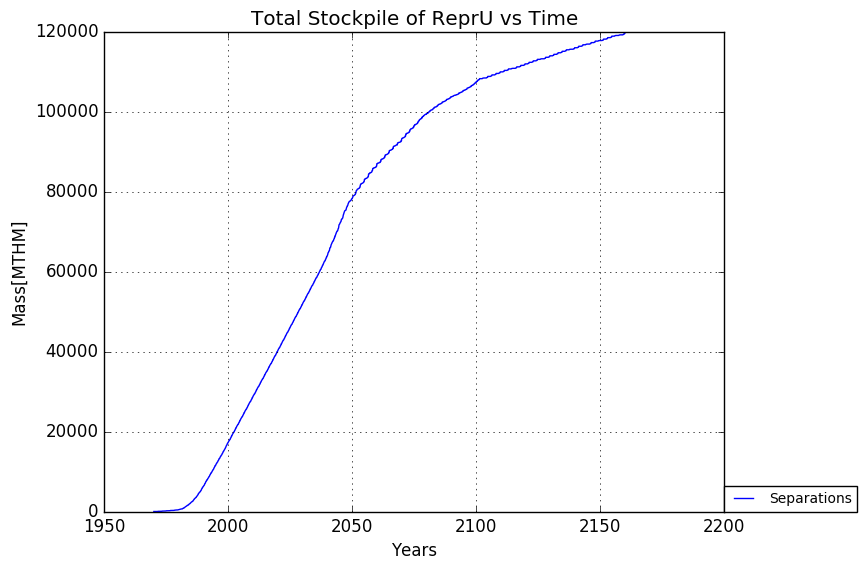 Total Stockpile of ReprU vs Time
120000
100000
80000
60000
40000
20000
0
Mass[MTHM]
1950 2000 2050 2100 2150 2200
Years
Separations